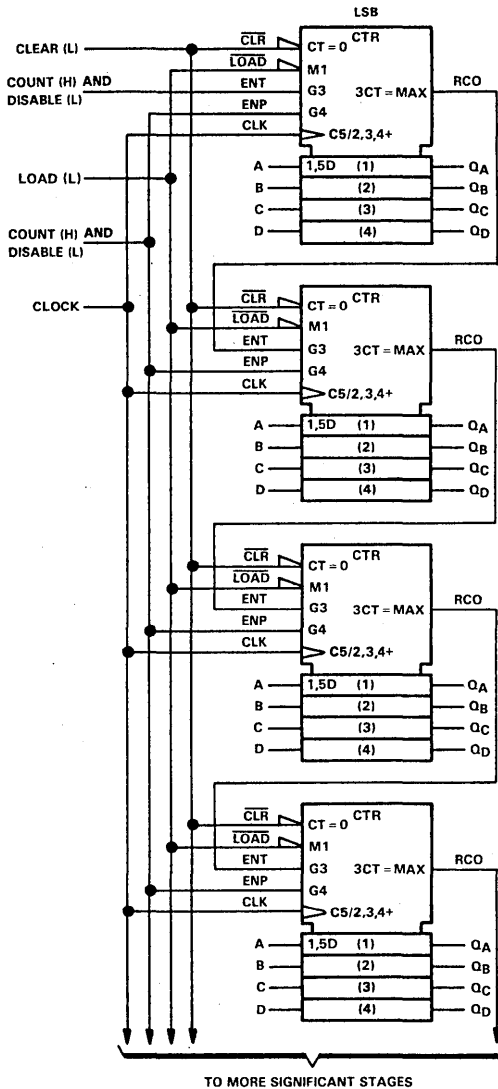 LSB
CLEAR (L)
COUNT (H) AND
DISABLE (L)
LOAD (L)
COUNT (H) AND
DISABLE (L)
CLOCK
CLR CT = 0 CTR
LOAD M1
ENT G3 3CT = MAX RCO
ENP G4
CLK C5/2,3,4+
A 1,5D (1) QA
B (2) QB
C (3) QC
D (4) QD
CLR CT = 0 CTR
LOAD M1
ENT G3 3CT = MAX RCO
ENP G4
CLK C5/2,3,4+
A 1,5D (1) QA
B (2) QB
C (3) QC
D (4) QD
CLR CT = 0 CTR
LOAD M1
ENT G3 3CT = MAX RCO
ENP G4
CLK C5/2,3,4+
A 1,5D (1) QA
B (2) QB
C (3) QC
D (4) QD
CLR CT = 0 CTR
LOAD M1
ENT G3 3CT = MAX RCO
ENP G4
CLK C5/2,3,4+
A 1,5D (1) QA
B (2) QB
C (3) QC
D (4) QD
TO MORE SIGNIFICANT STAGES